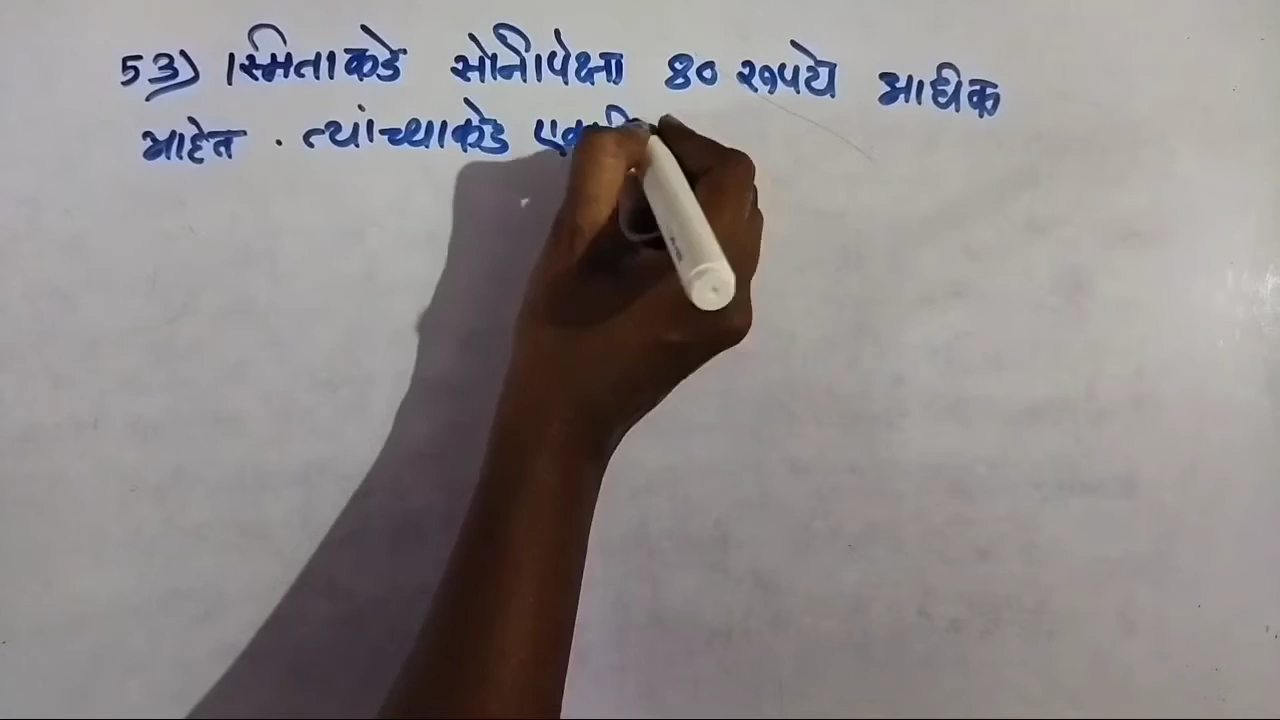 53) स्मिताकडे सोनीपेक्षा ४० रुपये अधिक
आहेत . त्यांच्याकडे